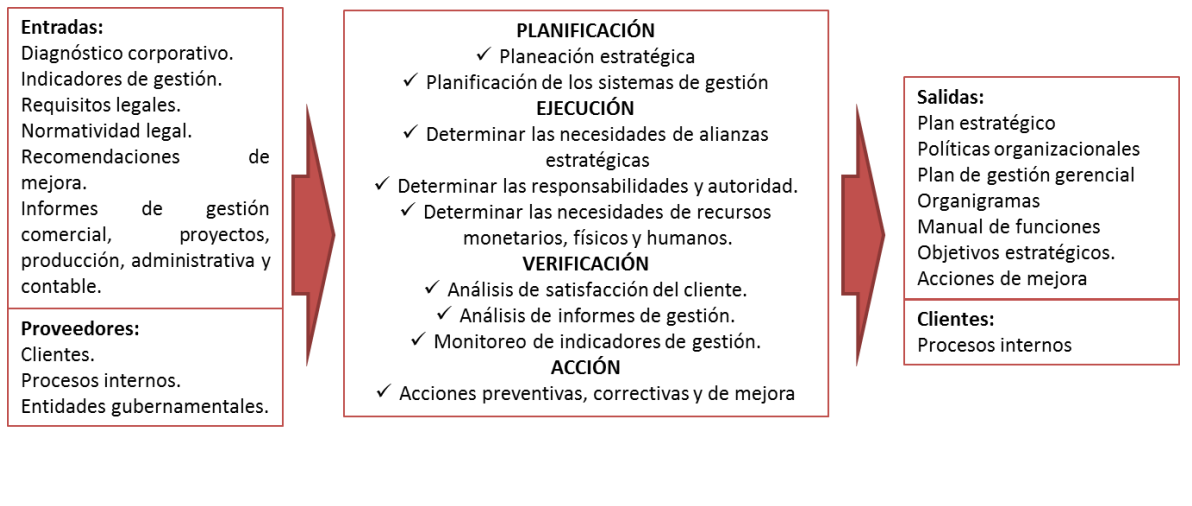 Entradas:
Diagnóstico corporativo.
Indicadores de gestión.
Requisitos legales.
Normatividad legal.
Recomendaciones de
mejora.
Informes de gestión
comercial, proyectos,
producción, administrativa y
contable.
Proveedores:
Clientes.
Procesos internos.
Entidades gubernamentales.
PLANIFICACIÓN
✓ Planeación estratégica
✓ Planificación de los sistemas de gestión
EJECUCIÓN
✓ Determinar las necesidades de alianzas
estratégicas
✓ Determinar las responsabilidades y autoridad.
✓ Determinar las necesidades de recursos
monetarios, físicos y humanos.
VERIFICACIÓN
✓ Análisis de satisfacción del cliente.
✓ Análisis de informes de gestión.
✓ Monitoreo de indicadores de gestión.
ACCIÓN
✓ Acciones preventivas, correctivas y de mejora
Salidas:
Plan estratégico
Políticas organizacionales
Plan de gestión gerencial
Organigramas
Manual de funciones
Objetivos estratégicos.
Acciones de mejora
Clientes:
Procesos internos